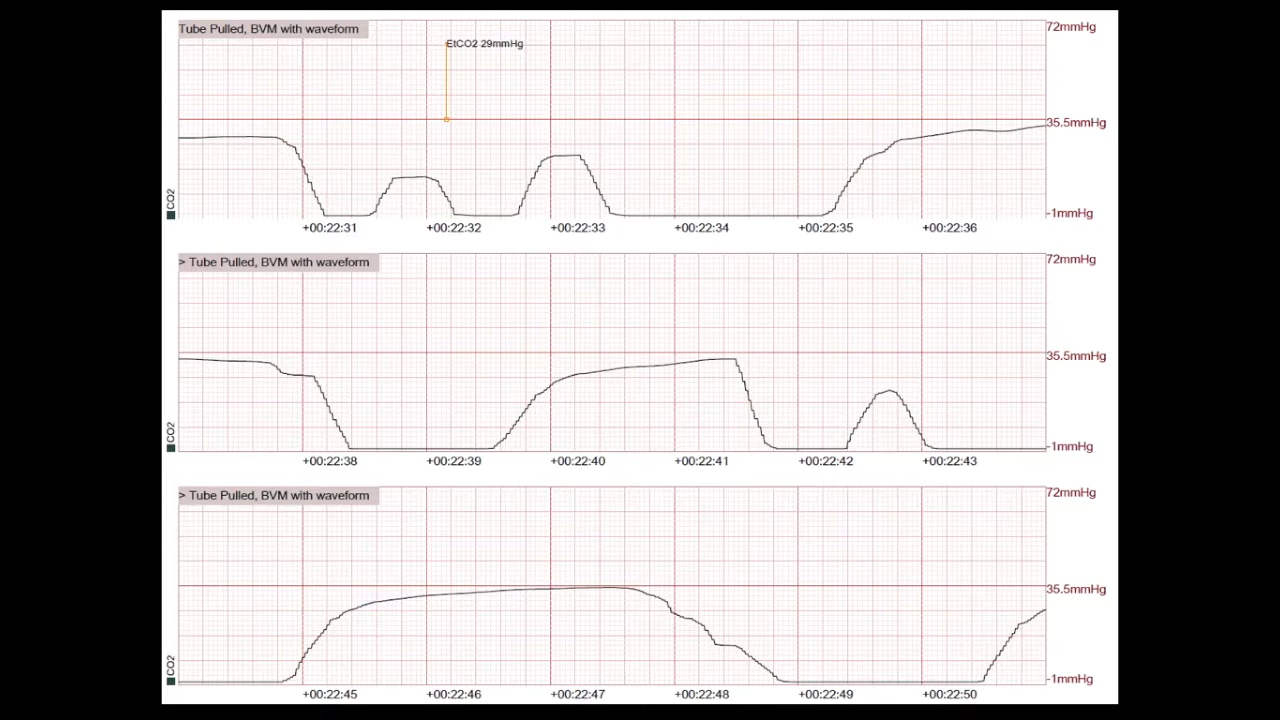 Tube Pulled, BVM with waveform
72mmHg
EtCO2 29mmHg
35.5mmHg
CO2
-1mmHg
+00:22:31 +00:22:32 +00:22:33 +00:22:34 +00:22:35 +00:22:36
> Tube Pulled, BVM with waveform
72mmHg
35.5mmHg
CO2
-1mmHg
+00:22:38 +00:22:39 +00:22:40 +00:22:41 +00:22:42 +00:22:43
> Tube Pulled, BVM with waveform
72mmHg
35.5mmHg
CO2
-1mmHg
+00:22:45 +00:22:46 +00:22:47 +00:22:48 +00:22:49 +00:22:50